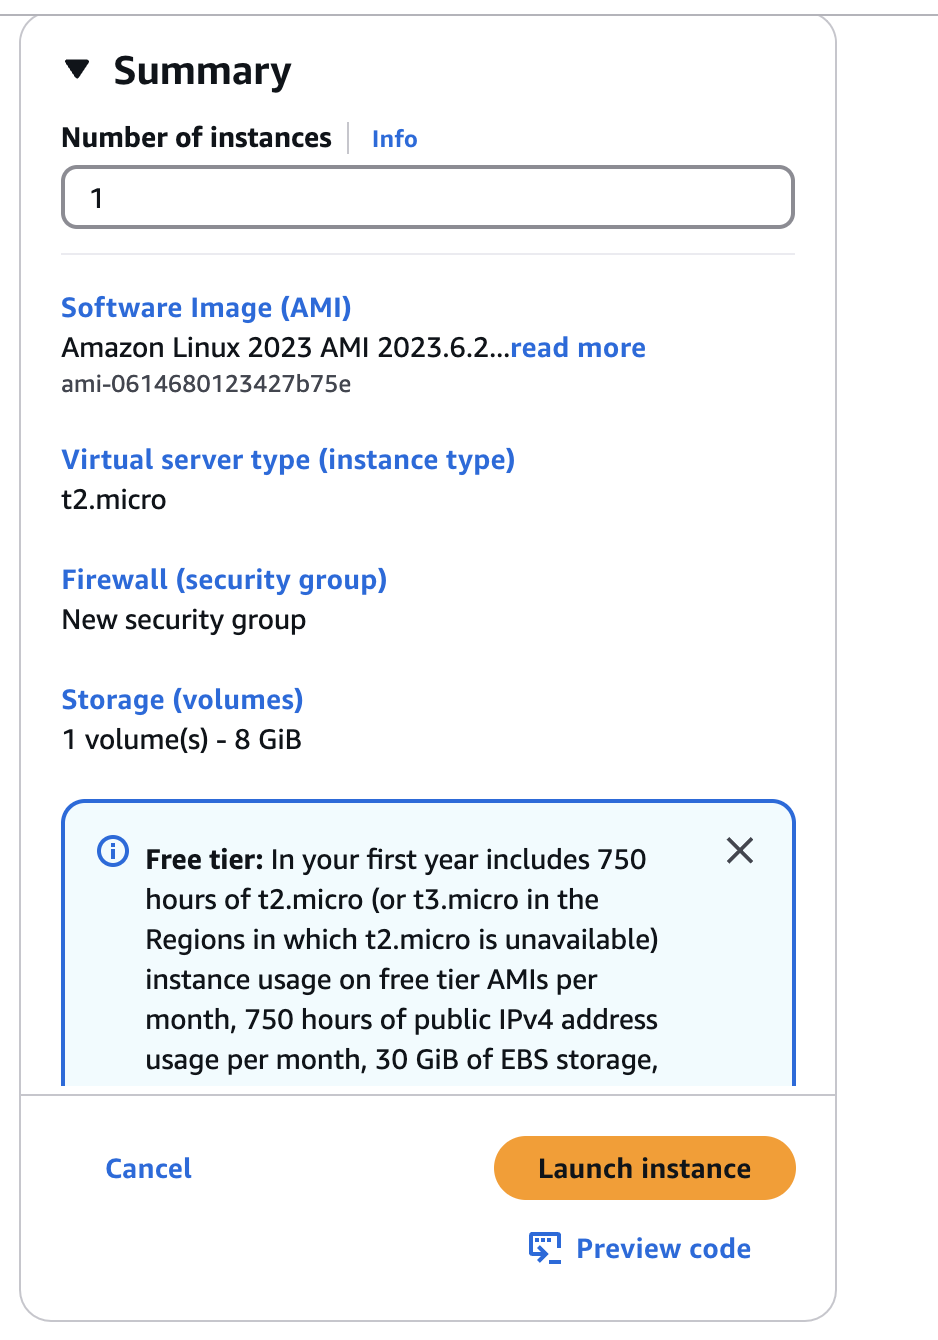 Summary
Number of instances Info
1
Software Image (AMI)
Amazon Linux 2023 AMI 2023.6.2...read more
ami-0614680123427b75e
Virtual server type (instance type)
t2.micro
Firewall (security group)
New security group
Storage (volumes)
1 volume(s) - 8 GiB
Free tier: In your first year includes 750
hours of t2.micro (or t3.micro in the
Regions in which t2.micro is unavailable)
instance usage on free tier AMIs per
month, 750 hours of public IPv4 address
usage per month, 30 GiB of EBS storage,
Cancel
Launch instance
Preview code